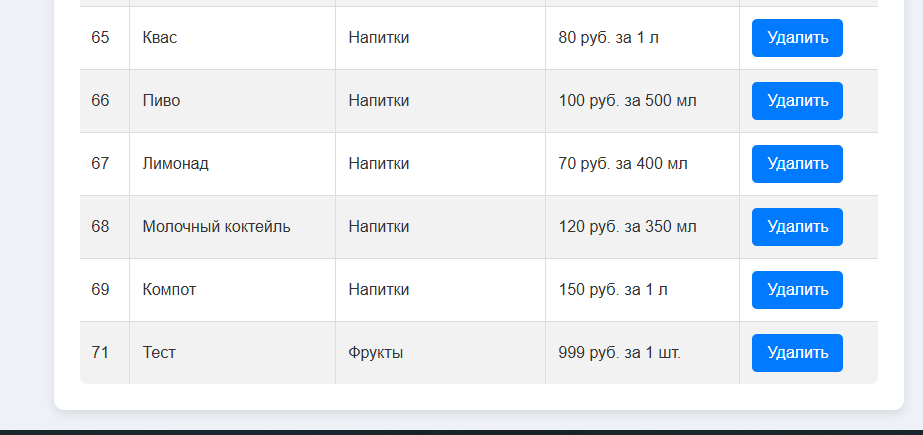 65 Квас Напитки 80 руб. за 1 л Удалить
66 Пиво Напитки 100 руб. за 500 мл Удалить
67 Лимонад Напитки 70 руб. за 400 мл Удалить
68 Молочный коктейль Напитки 120 руб. за 350 мл Удалить
69 Компот Напитки 150 руб. за 1 л Удалить
71 Тест Фрукты 999 руб. за 1 шт. Удалить